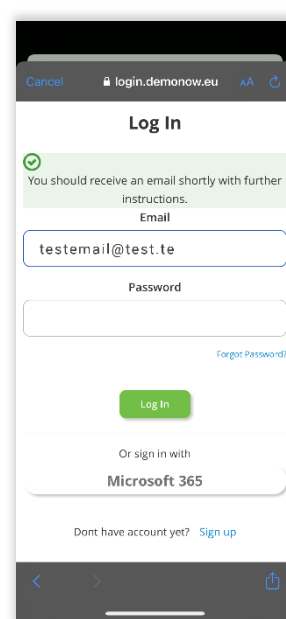 Cancel login.demonow.eu AA
Log In
You should receive an email shortly with further
instructions.
Email
testemail@test.te
Password
Forgot Password?
Log In
Or sign in with
Microsoft 365
Dont have account yet? Sign up